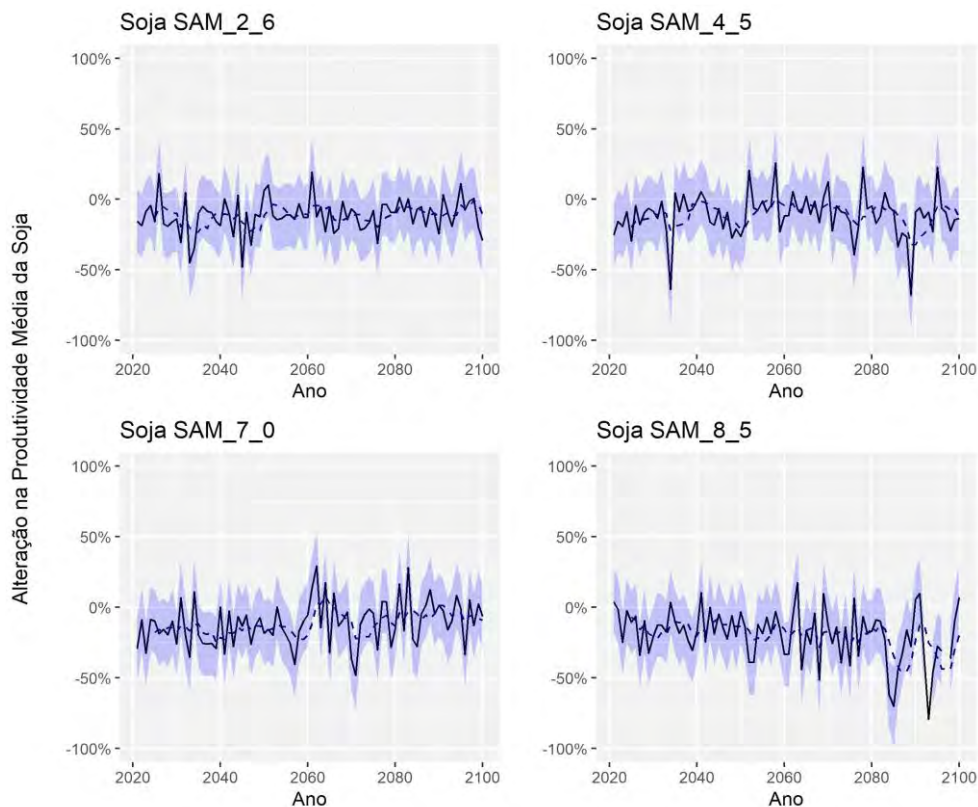 Alteração na Produtividade Média da Soja
Soja SAM_2_6
100%
50%
0%
-50%
-100%
2020 2040 2060 2080 2100
Ano
Soja SAM_4_5
100%
50%
0%
-50%
-100%
2020 2040 2060 2080 2100
Ano
Soja SAM_7_0
100%
50%
0%
-50%
-100%
2020 2040 2060 2080 2100
Ano
Soja SAM_8_5
100%
50%
0%
-50%
-100%
2020 2040 2060 2080 2100
Ano